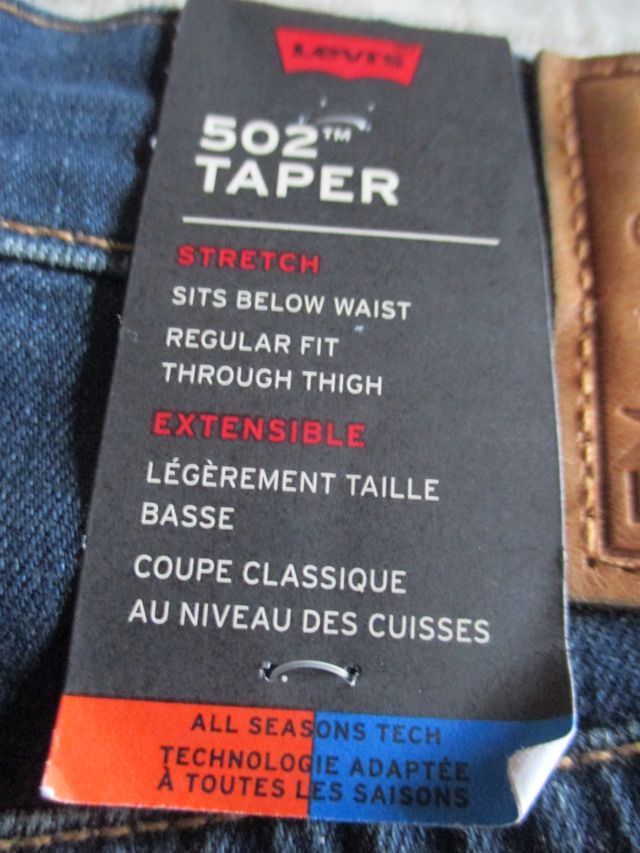 Levi's
502™
TAPER
STRETCH
SITS BELOW WAIST
REGULAR FIT
THROUGH THIGH
EXTENSIBLE
LÉGÈREMENT TAILLE
BASSE
COUPE CLASSIQUE
AU NIVEAU DES CUISSES
ALL SEASONS TECH
TECHNOLOGIE ADAPTÉE
À TOUTES LES SAISONS